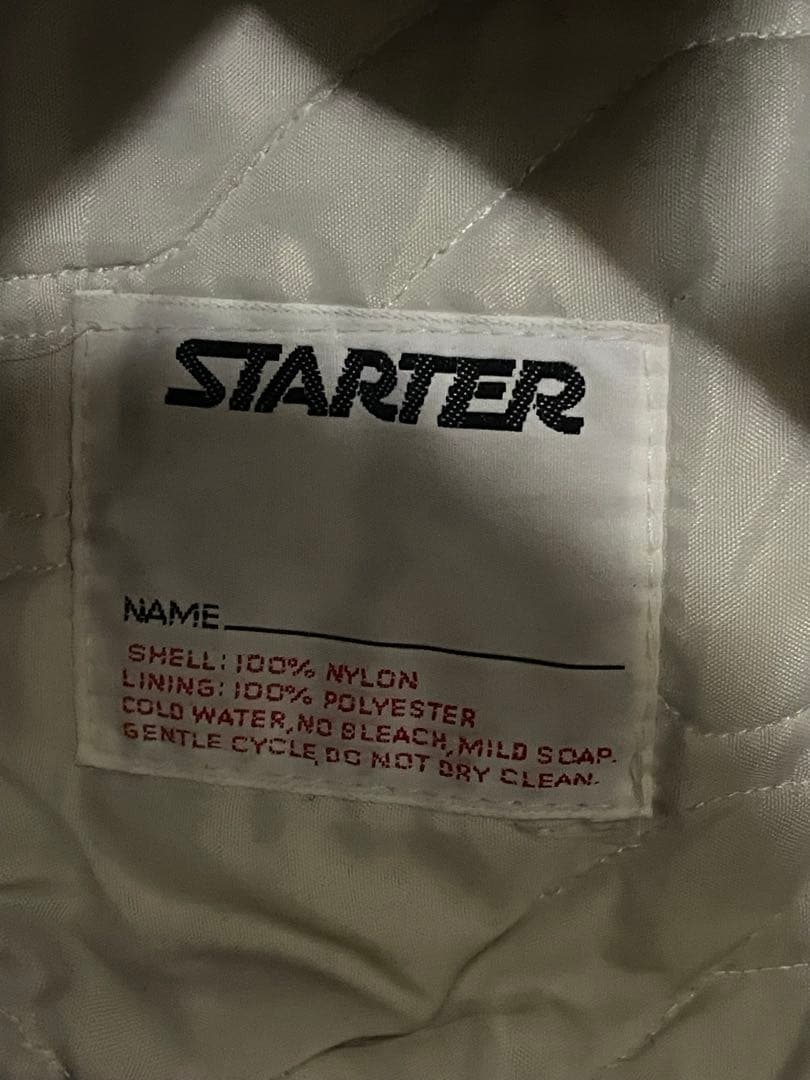 STARTER
NAME
SHELL: 100% NYLON
LINING: 100% POLYESTER
COLD WATER, NO BLEACH, MILD SOAP.
GENTLE CYCLE, DO NOT DRY CLEAN.